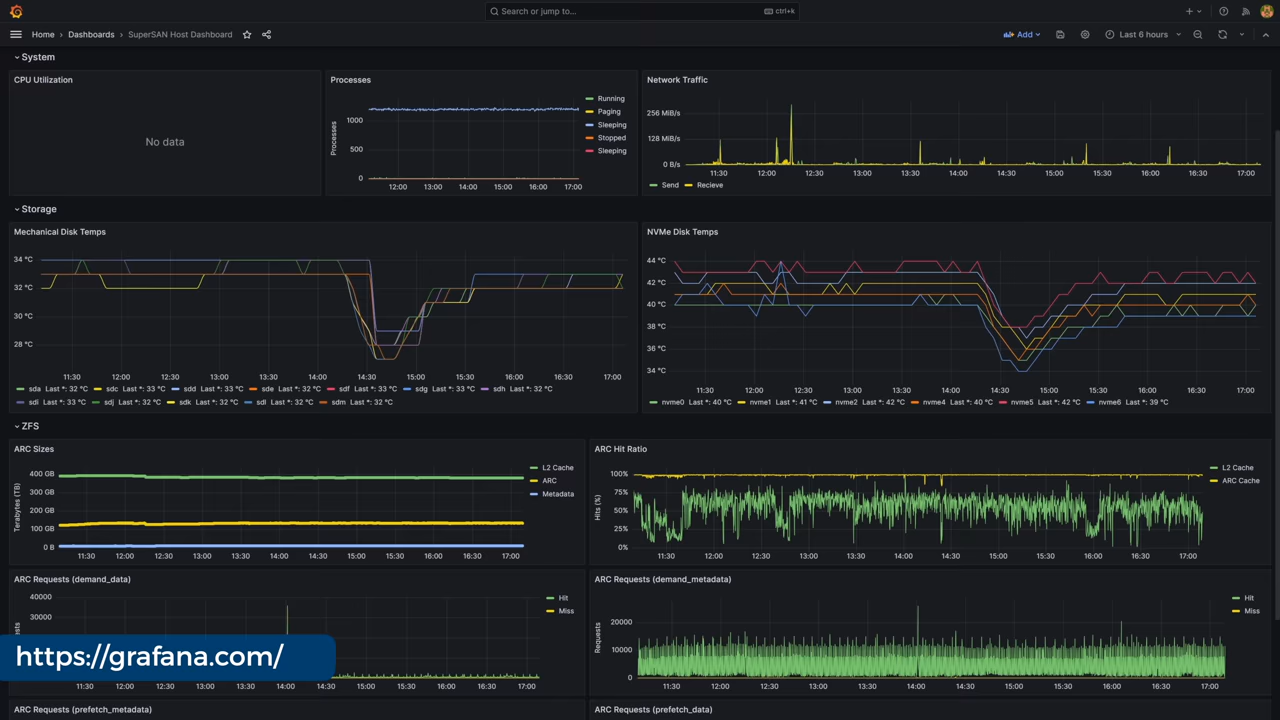 Search or jump to...
ctrl+k
Home
Dashboards
SuperSAN Host Dashboard
Add
Last 6 hours
System
CPU Utilization
No data
Processes
Processes
1000
500
0
12:00 13:00 14:00 15:00 16:00 17:00
Running
Paging
Sleeping
Stopped
Sleeping
Network Traffic
256 MiB/s
128 MiB/s
0 B/s
11:30 12:00 12:30 13:00 13:30 14:00 14:30 15:00 15:30 16:00 16:30 17:00
Send Recieve
Storage
Mechanical Disk Temps
34 °C
32 °C
30 °C
28 °C
11:30 12:00 12:30 13:00 13:30 14:00 14:30 15:00 15:30 16:00 16:30 17:00
sda Last *: 32 °C sdc Last *: 33 °C sdd Last *: 33 °C sde Last *: 32 °C sdf Last *: 32 °C sdg Last *: 33 °C sdh Last *: 32 °C
sdi Last *: 33 °C sdj Last *: 32 °C sdk Last *: 32 °C sdl Last *: 32 °C sdm Last *: 32 °C
NVMe Disk Temps
44 °C
42 °C
40 °C
38 °C
36 °C
34 °C
11:30 12:00 12:30 13:00 13:30 14:00 14:30 15:00 15:30 16:00 16:30 17:00
nvme0 Last *: 40 °C nvme1 Last *: 41 °C nvme2 Last *: 42 °C nvme4 Last *: 40 °C nvme5 Last *: 42 °C nvme6 Last *: 39 °C
ZFS
ARC Sizes
Terabytes (TB)
400 GB
300 GB
200 GB
100 GB
0 B
11:30 12:00 12:30 13:00 13:30 14:00 14:30 15:00 15:30 16:00 16:30 17:00
L2 Cache
ARC
Metadata
ARC Hit Ratio
Hits (%)
100%
75%
50%
25%
0%
11:30 12:00 12:30 13:00 13:30 14:00 14:30 15:00 15:30 16:00 16:30 17:00
L2 Cache
ARC Cache
ARC Requests (demand_data)
40000
30000
11:30 12:00 12:30 13:00 13:30 14:00 14:30 15:00 15:30 16:00 16:30 17:00
Hit
Miss
ARC Requests (demand_metadata)
Requests
20000
10000
0
11:30 12:00 12:30 13:00 13:30 14:00 14:30 15:00 15:30 16:00 16:30 17:00
Hit
Miss
https://grafana.com/
ARC Requests (prefetch_metadata)
ARC Requests (prefetch_data)